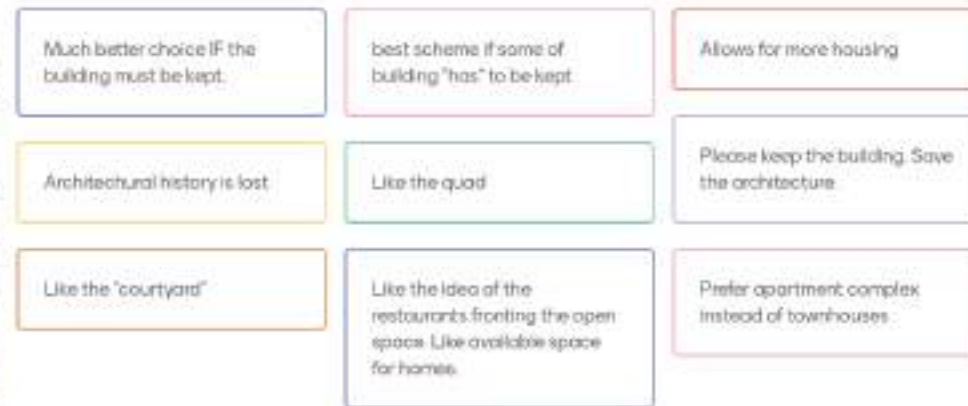 Much better choice IF the
building must be kept.
Architechural history is lost
Like the "courtyard"
best scheme if some of
building "has" to be kept
Like the quad
Like the idea of the
restaurants fronting the open
space. Like available space
for homes.
Allows for more housing
Please keep the building. Save
the architecture
Prefer apartment complex
instead of townhouses